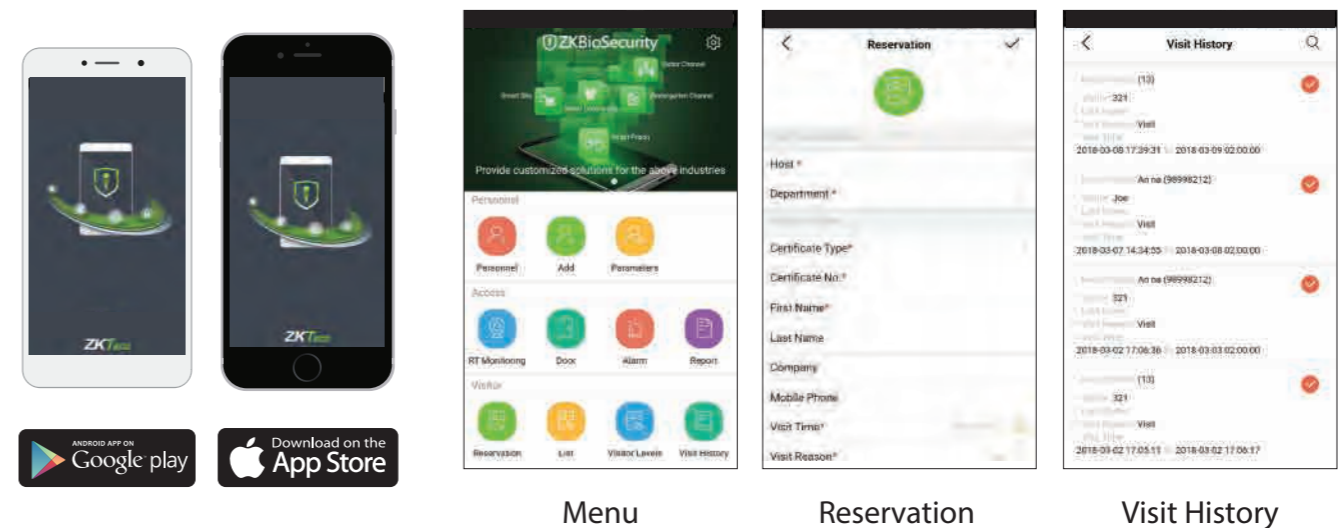 ZKTeco
ZKTeco
ANDROID APP ON
Google play
Download on the
App Store
ZKBioSecurity
Visitor Channel
Provide customized solutions for the above industries
Personnel
Personnel
Add
Parameters
Access
RT Monitoring
Door
Alarm
Report
Visitor
Reservation
List
Visitor Levels
Visit History
Menu
Reservation
Host *
Department *
Certificate Type*
Certificate No.*
First Name*
Last Name
Company
Mobile Phone
Visit Time*
Visit Reason*
Reservation
Visit History
(13)
321
Visit
2018-03-08 17:39:31 2018-03-09 02:00:00
An na (98998212)
Joe
Visit
2018-03-07 14:34:55 2018-03-08 02:00:00
An na (98998212)
321
Visit
2018-03-02 17:06:36 2018-03-03 02:00:00
(13)
321
Visit
2018-03-02 17:05:11 2018-03-02 17:06:17
Visit History